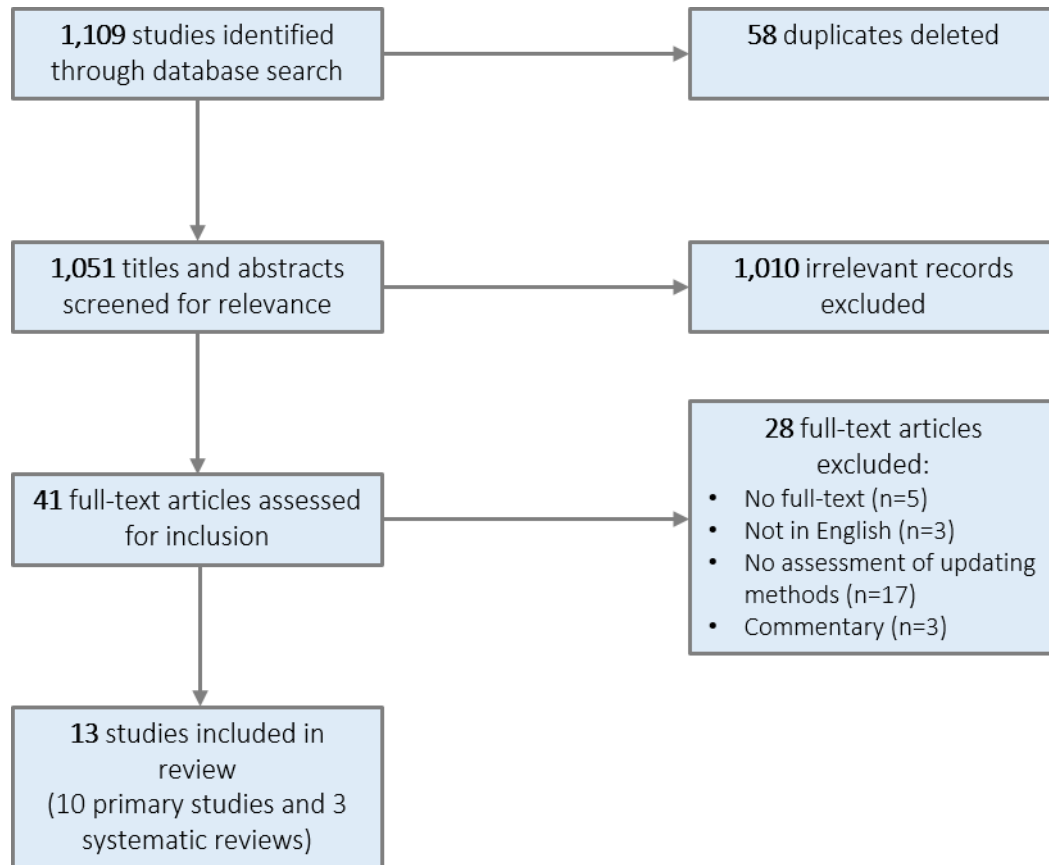 1,109 studies identified
through database search
58 duplicates deleted
1,051 titles and abstracts
screened for relevance
1,010 irrelevant records
excluded
41 full-text articles assessed
for inclusion
28 full-text articles
excluded:
• No full-text (n=5)
• Not in English (n=3)
• No assessment of updating
methods (n=17)
• Commentary (n=3)
13 studies included in
review
(10 primary studies and 3
systematic reviews)